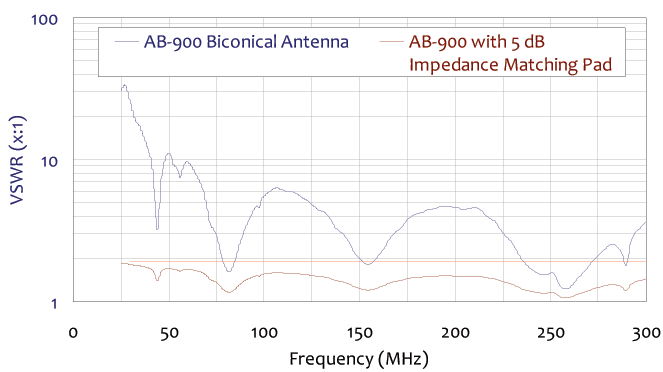 100
AB-900 Biconical Antenna
AB-900 with 5 dB
Impedance Matching Pad
VSWR (x:1)
10
1
0 50 100 150 200 250 300
Frequency (MHz)